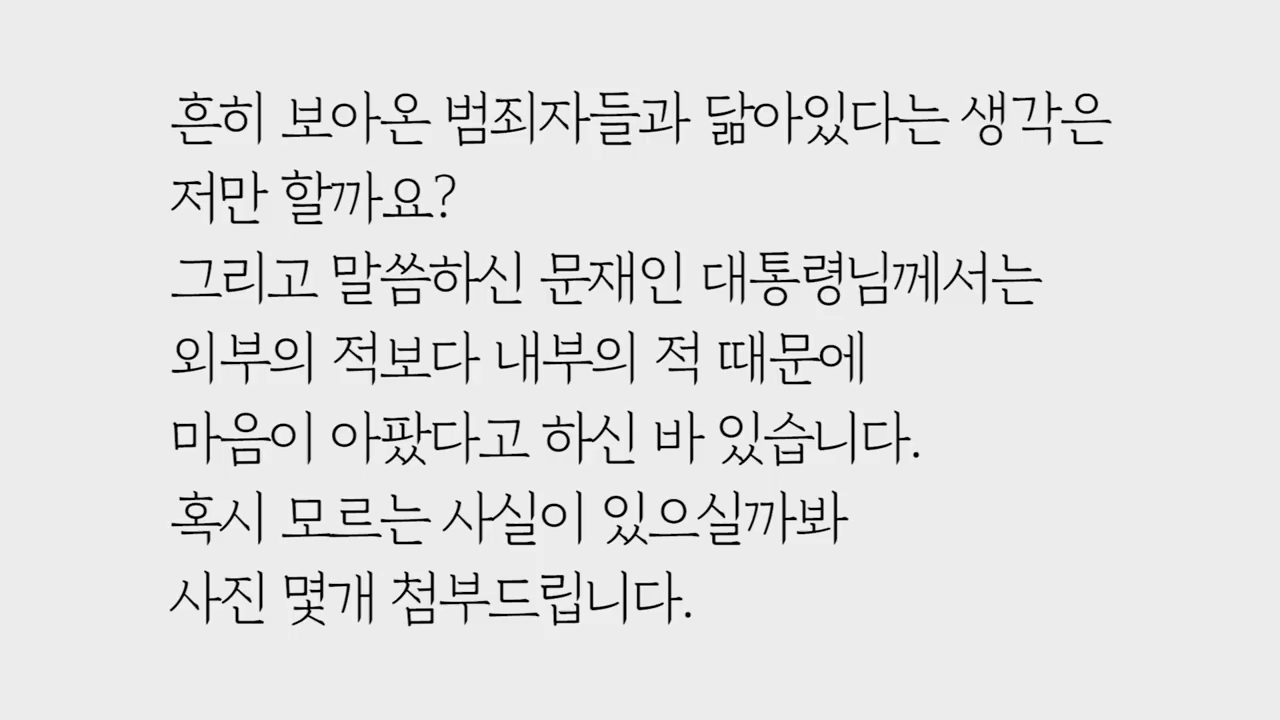 흔히 보아온 범죄자들과 닮아있다는 생각은
저만 할까요?
그리고 말씀하신 문재인 대통령님께서는
외부의 적보다 내부의 적 때문에
마음이 아팠다고 하신 바 있습니다.
혹시 모르는 사실이 있으실까봐
사진 몇개 첨부드립니다.